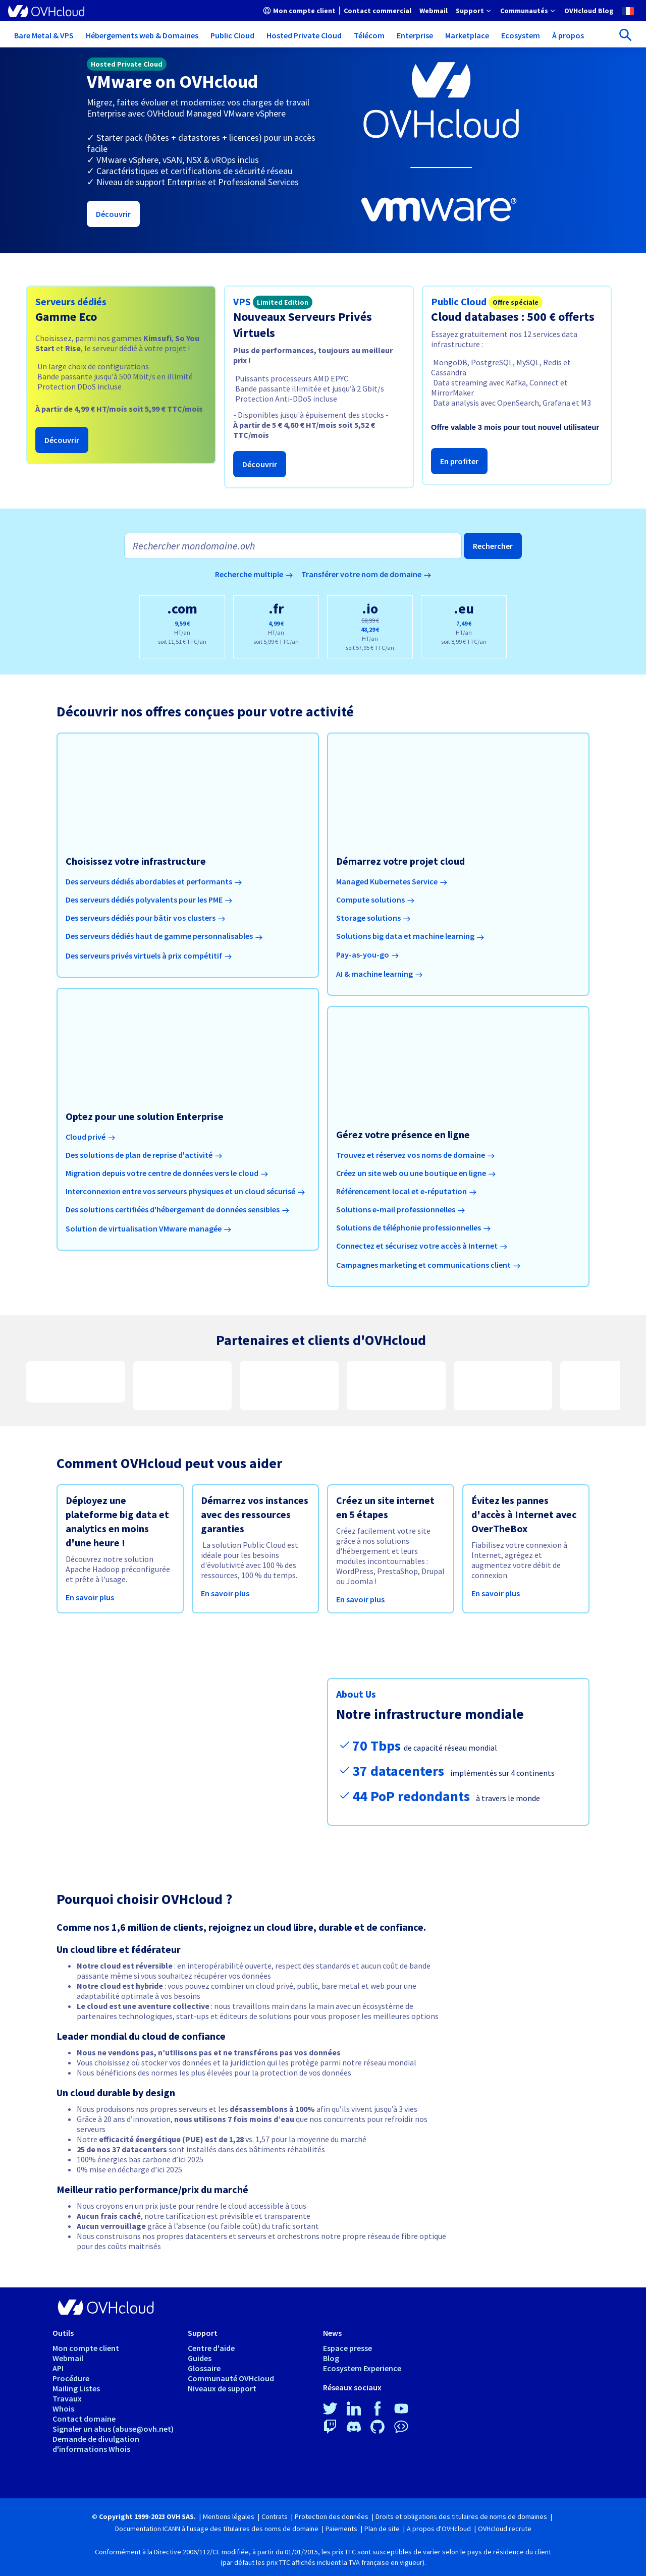 OVHcloud
Mon compte client | Contact commercial Webmail Support Communautés OVHcloud Blog
Bare Metal & VPS Hébergements web & Domaines Public Cloud Hosted Private Cloud Télécom Enterprise Marketplace Ecosystem À propos
Hosted Private Cloud
VMware on OVHcloud
Migrez, faites évoluer et modernisez vos charges de travail
Enterprise avec OVHcloud Managed VMware vSphere
✓ Starter pack (hôtes + datastores + licences) pour un accès
facile
✓ VMware vSphere, vSAN, NSX & vROps inclus
✓ Caractéristiques et certifications de sécurité réseau
✓ Niveau de support Enterprise et Professional Services
Découvrir
OVHcloud
vmware®
Serveurs dédiés
Gamme Eco
Choisissez, parmi nos gammes Kimsufi, So You
Start et Rise, le serveur dédié à votre projet !
Un large choix de configurations
Bande passante jusqu'à 500 Mbit/s en illimité
Protection DDoS incluse
À partir de 4,99 € HT/mois soit 5,99 € TTC/mois
Découvrir
VPS Limited Edition
Nouveaux Serveurs Privés
Virtuels
Plus de performances, toujours au meilleur
prix !
Puissants processeurs AMD EPYC
Bande passante illimitée et jusqu'à 2 Gbit/s
Protection Anti-DDoS incluse
- Disponibles jusqu'à épuisement des stocks -
À partir de 5 € 4,60 € HT/mois soit 5,52 €
TTC/mois
Découvrir
Public Cloud Offre spéciale
Cloud databases : 500 € offerts
Essayez gratuitement nos 12 services data
infrastructure :
MongoDB, PostgreSQL, MySQL, Redis et
Cassandra
Data streaming avec Kafka, Connect et
MirrorMaker
Data analysis avec OpenSearch, Grafana et M3
Offre valable 3 mois pour tout nouvel utilisateur
En profiter
Rechercher mondomaine.ovh
Rechercher
Recherche multiple → Transférer votre nom de domaine →
.com
9,59 €
HT/an
soit 11,51 € TTC/an
.fr
4,99 €
HT/an
soit 5,99 € TTC/an
.io
58,99 €
48,29 €
HT/an
soit 57,95 € TTC/an
.eu
7,49 €
HT/an
soit 8,99 € TTC/an
Découvrir nos offres conçues pour votre activité
Choisissez votre infrastructure
Des serveurs dédiés abordables et performants →
Des serveurs dédiés polyvalents pour les PME →
Des serveurs dédiés pour bâtir vos clusters →
Des serveurs dédiés haut de gamme personnalisables →
Des serveurs privés virtuels à prix compétitif →
Démarrez votre projet cloud
Managed Kubernetes Service →
Compute solutions →
Storage solutions →
Solutions big data et machine learning →
Pay-as-you-go →
AI & machine learning →
Optez pour une solution Enterprise
Cloud privé →
Des solutions de plan de reprise d'activité →
Migration depuis votre centre de données vers le cloud →
Interconnexion entre vos serveurs physiques et un cloud sécurisé →
Des solutions certifiées d'hébergement de données sensibles →
Solution de virtualisation VMware managée →
Gérez votre présence en ligne
Trouvez et réservez vos noms de domaine →
Créez un site web ou une boutique en ligne →
Référencement local et e-réputation →
Solutions e-mail professionnelles →
Solutions de téléphonie professionnelles →
Connectez et sécurisez votre accès à Internet →
Campagnes marketing et communications client →
Partenaires et clients d'OVHcloud
Comment OVHcloud peut vous aider
Déployez une
plateforme big data et
analytics en moins
d'une heure !
Découvrez notre solution
Apache Hadoop préconfigurée
et prête à l'usage.
En savoir plus
Démarrez vos instances
avec des ressources
garanties
La solution Public Cloud est
idéale pour les besoins
d'évolutivité avec 100 % des
ressources, 100 % du temps.
En savoir plus
Créez un site internet
en 5 étapes
Créez facilement votre site
grâce à nos solutions
d'hébergement et leurs
modules incontournables :
WordPress, PrestaShop, Drupal
ou Joomla !
En savoir plus
Évitez les pannes
d'accès à Internet avec
OverTheBox
Fiabilisez votre connexion à
Internet, agrégez et
augmentez votre débit de
connexion.
En savoir plus
About Us
Notre infrastructure mondiale
70 Tbps de capacité réseau mondial
37 datacenters implémentés sur 4 continents
44 PoP redondants à travers le monde
Pourquoi choisir OVHcloud ?
Comme nos 1,6 million de clients, rejoignez un cloud libre, durable et de confiance.
Un cloud libre et fédérateur
• Notre cloud est réversible : en interopérabilité ouverte, respect des standards et aucun coût de bande
passante même si vous souhaitez récupérer vos données
• Notre cloud est hybride : vous pouvez combiner un cloud privé, public, bare metal et web pour une
adaptabilité optimale à vos besoins
• Le cloud est une aventure collective : nous travaillons main dans la main avec un écosystème de
partenaires technologiques, start-ups et éditeurs de solutions pour vous proposer les meilleures options
Leader mondial du cloud de confiance
• Nous ne vendons pas, n'utilisons pas et ne transférons pas vos données
• Vous choisissez où stocker vos données et la juridiction qui les protège parmi notre réseau mondial
• Nous bénéficions des normes les plus élevées pour la protection de vos données
Un cloud durable by design
• Nous produisons nos propres serveurs et les désassemblons à 100% afin qu'ils vivent jusqu'à 3 vies
• Grâce à 20 ans d'innovation, nous utilisons 7 fois moins d'eau que nos concurrents pour refroidir nos
serveurs
• Notre efficacité énergétique (PUE) est de 1,28 vs. 1,57 pour la moyenne du marché
• 25 de nos 37 datacenters sont installés dans des bâtiments réhabilités
• 100% énergies bas carbone d'ici 2025
• 0% mise en décharge d'ici 2025
Meilleur ratio performance/prix du marché
• Nous croyons en un prix juste pour rendre le cloud accessible à tous
• Aucun frais caché, notre tarification est prévisible et transparente
• Aucun verrouillage grâce à l'absence (ou faible coût) du trafic sortant
• Nous construisons nos propres datacenters et serveurs et orchestrons notre propre réseau de fibre optique
pour des coûts maitrisés
OVHcloud
Outils
Mon compte client
Webmail
API
Procédure
Mailing Listes
Travaux
Whois
Contact domaine
Signaler un abus (abuse@ovh.net)
Demande de divulgation
d'informations Whois
Support
Centre d'aide
Guides
Glossaire
Communauté OVHcloud
Niveaux de support
News
Espace presse
Blog
Ecosystem Experience
Réseaux sociaux
© Copyright 1999-2023 OVH SAS. | Mentions légales | Contrats | Protection des données | Droits et obligations des titulaires de noms de domaines |
Documentation ICANN à l'usage des titulaires des noms de domaine | Paiements | Plan de site | A propos d'OVHcloud | OVHcloud recrute
Conformément à la Directive 2006/112/CE modifiée, à partir du 01/01/2015, les prix TTC sont susceptibles de varier selon le pays de résidence du client
(par défaut les prix TTC affichés incluent la TVA française en vigueur).